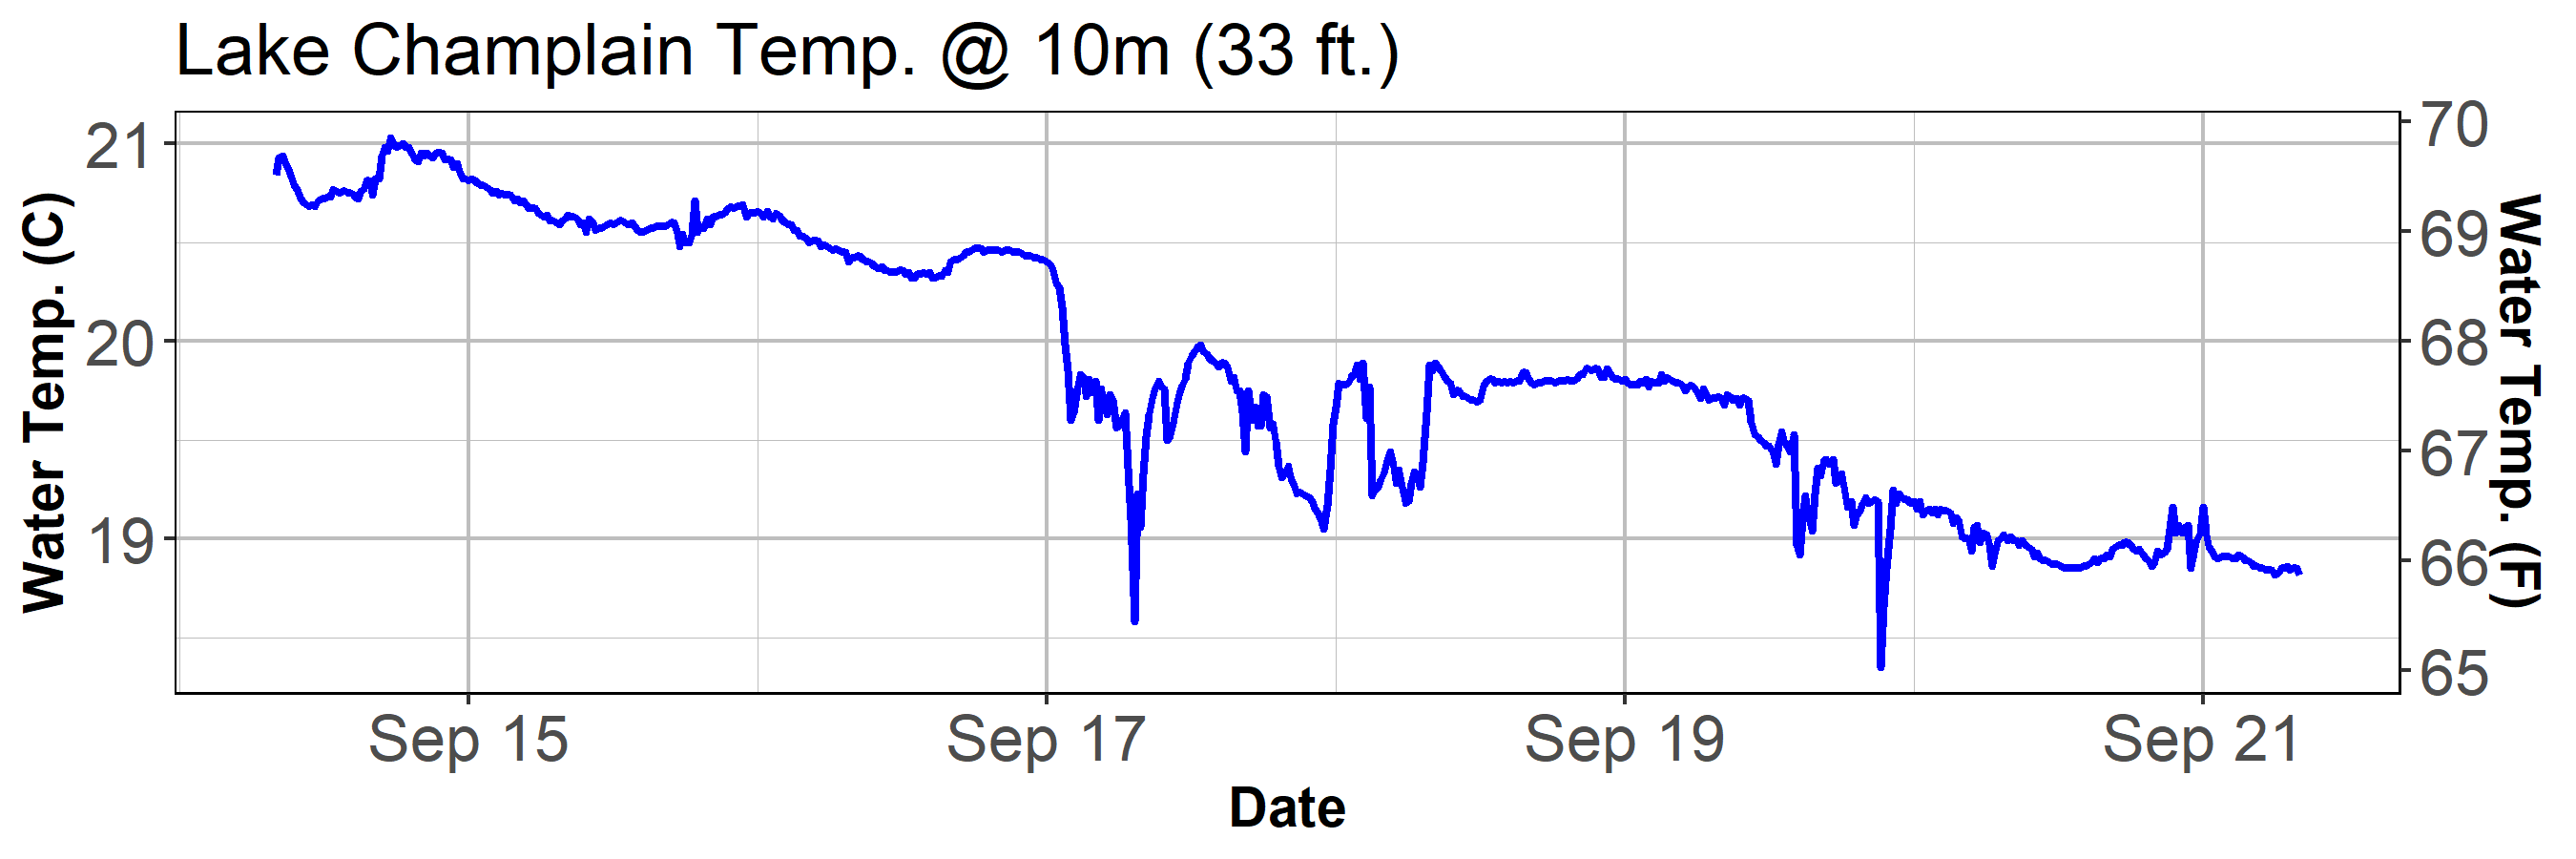 Lake Champlain Temp. @ 10m (33 ft.)
Water Temp. (C)
21
20
19
70
69
68
67
66
65
Water Temp. (F)
Sep 15
Sep 17
Sep 19
Sep 21
Date